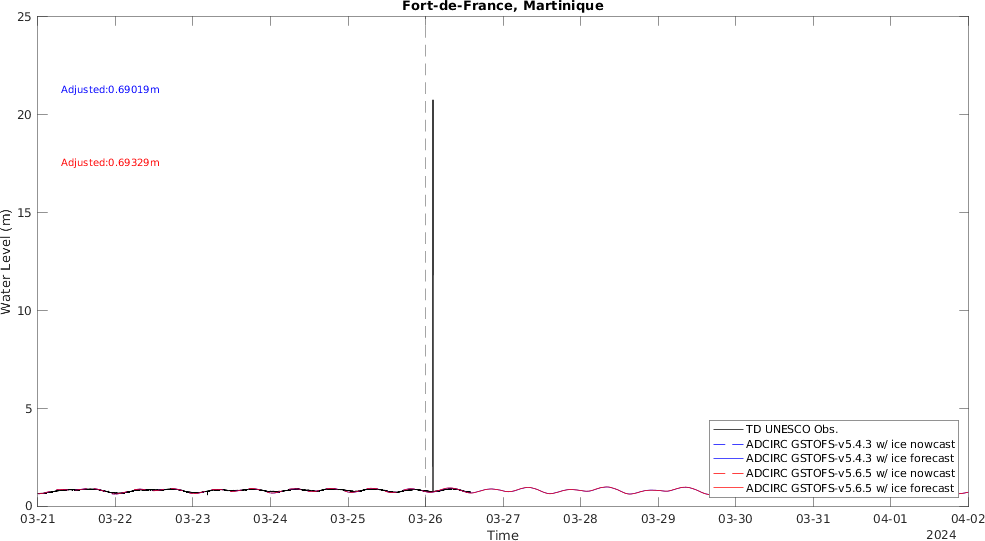 Fort-de-France, Martinique
25
20
15
10
5
0
Water Level (m)
Adjusted:0.69019m
Adjusted:0.69329m
TD UNESCO Obs.
ADCIRC GSTOFS-v5.4.3 w/ ice nowcast
ADCIRC GSTOFS-v5.4.3 w/ ice forecast
ADCIRC GSTOFS-v5.6.5 w/ ice nowcast
ADCIRC GSTOFS-v5.6.5 w/ ice forecast
03-21 03-22 03-23 03-24 03-25 03-26 03-27 03-28 03-29 03-30 03-31 04-01 04-02
Time
2024